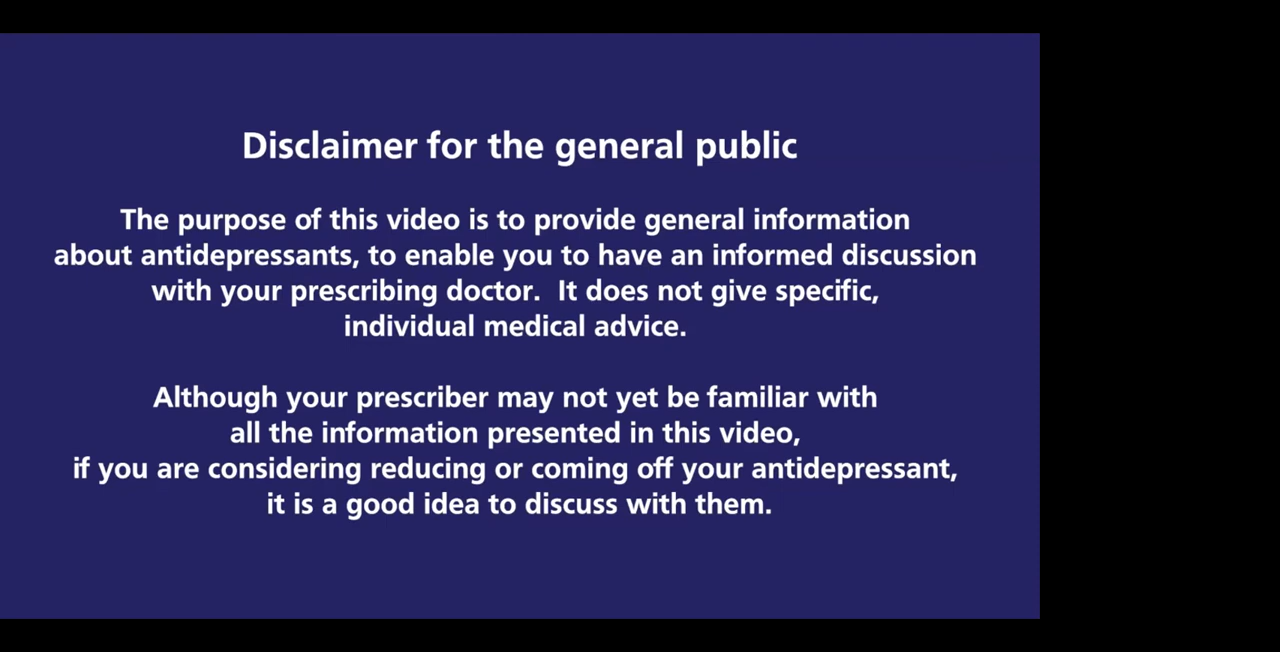 Disclaimer for the general public
The purpose of this video is to provide general information
about antidepressants, to enable you to have an informed discussion
with your prescribing doctor.  It does not give specific,
individual medical advice.
Although your prescriber may not yet be familiar with
all the information presented in this video,
if you are considering reducing or coming off your antidepressant,
it is a good idea to discuss with them.